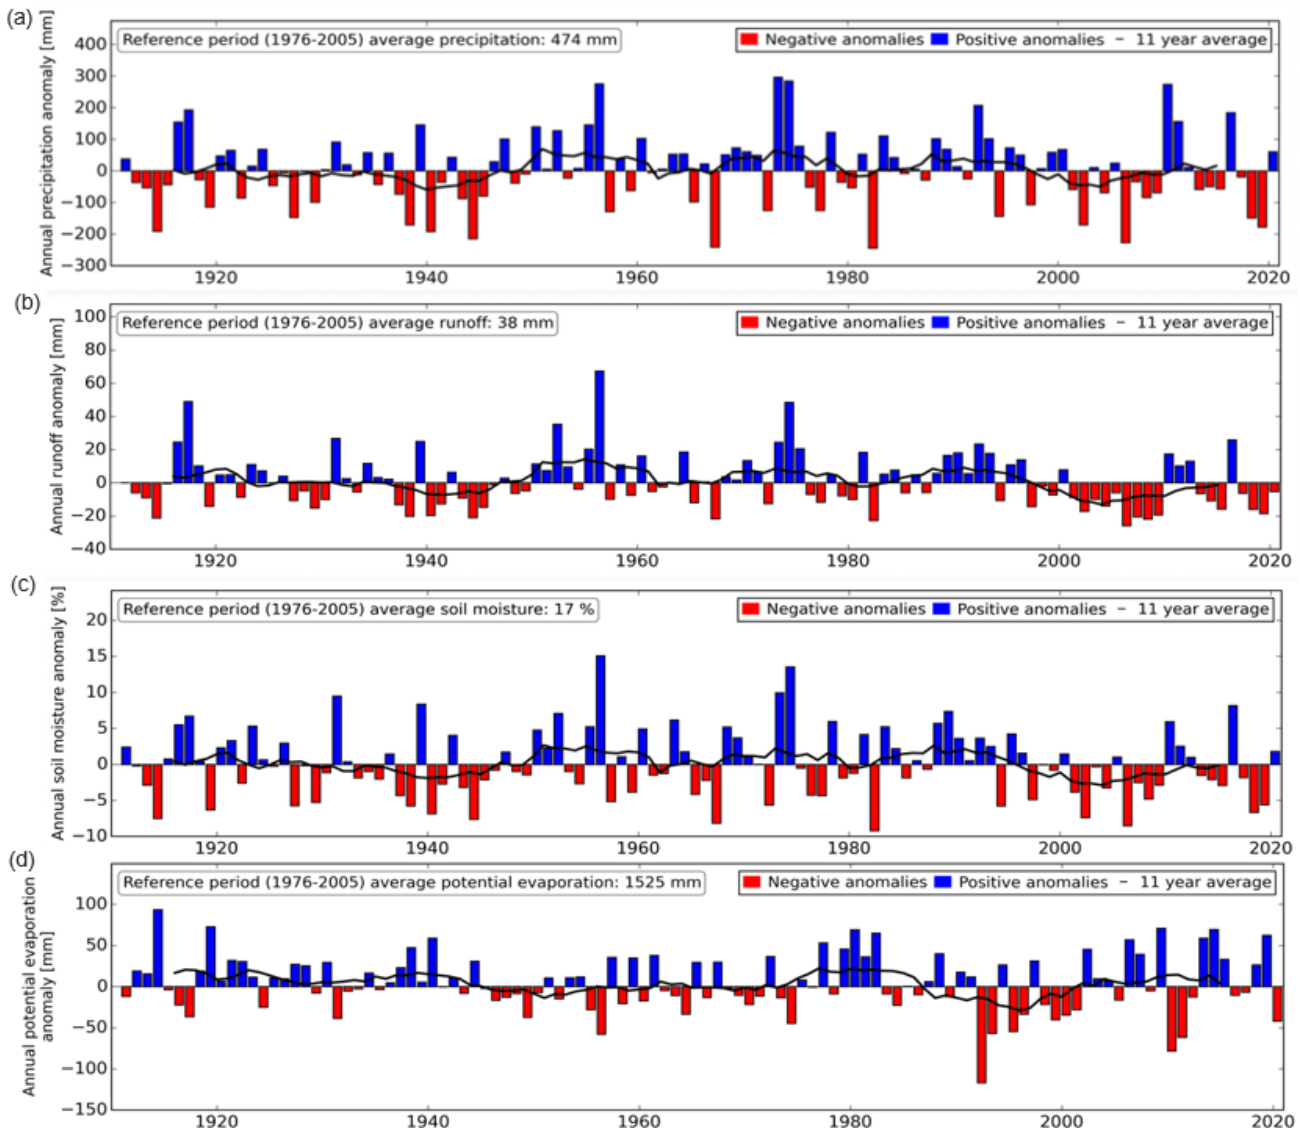 (a)
Annual precipitation anomaly [mm]
Reference period (1976-2005) average precipitation: 474 mm
Negative anomalies Positive anomalies – 11 year average
400
300
200
100
0
−100
−200
−300
1920 1940 1960 1980 2000 2020
(b)
Annual runoff anomaly [mm]
Reference period (1976-2005) average runoff: 38 mm
Negative anomalies Positive anomalies – 11 year average
100
80
60
40
20
0
−20
−40
1920 1940 1960 1980 2000 2020
(c)
Annual soil moisture anomaly [%]
Reference period (1976-2005) average soil moisture: 17 %
Negative anomalies Positive anomalies – 11 year average
20
15
10
5
0
−5
−10
1920 1940 1960 1980 2000 2020
(d)
Annual potential evaporation
anomaly [mm]
Reference period (1976-2005) average potential evaporation: 1525 mm
Negative anomalies Positive anomalies – 11 year average
100
50
0
−50
−100
−150
1920 1940 1960 1980 2000 2020